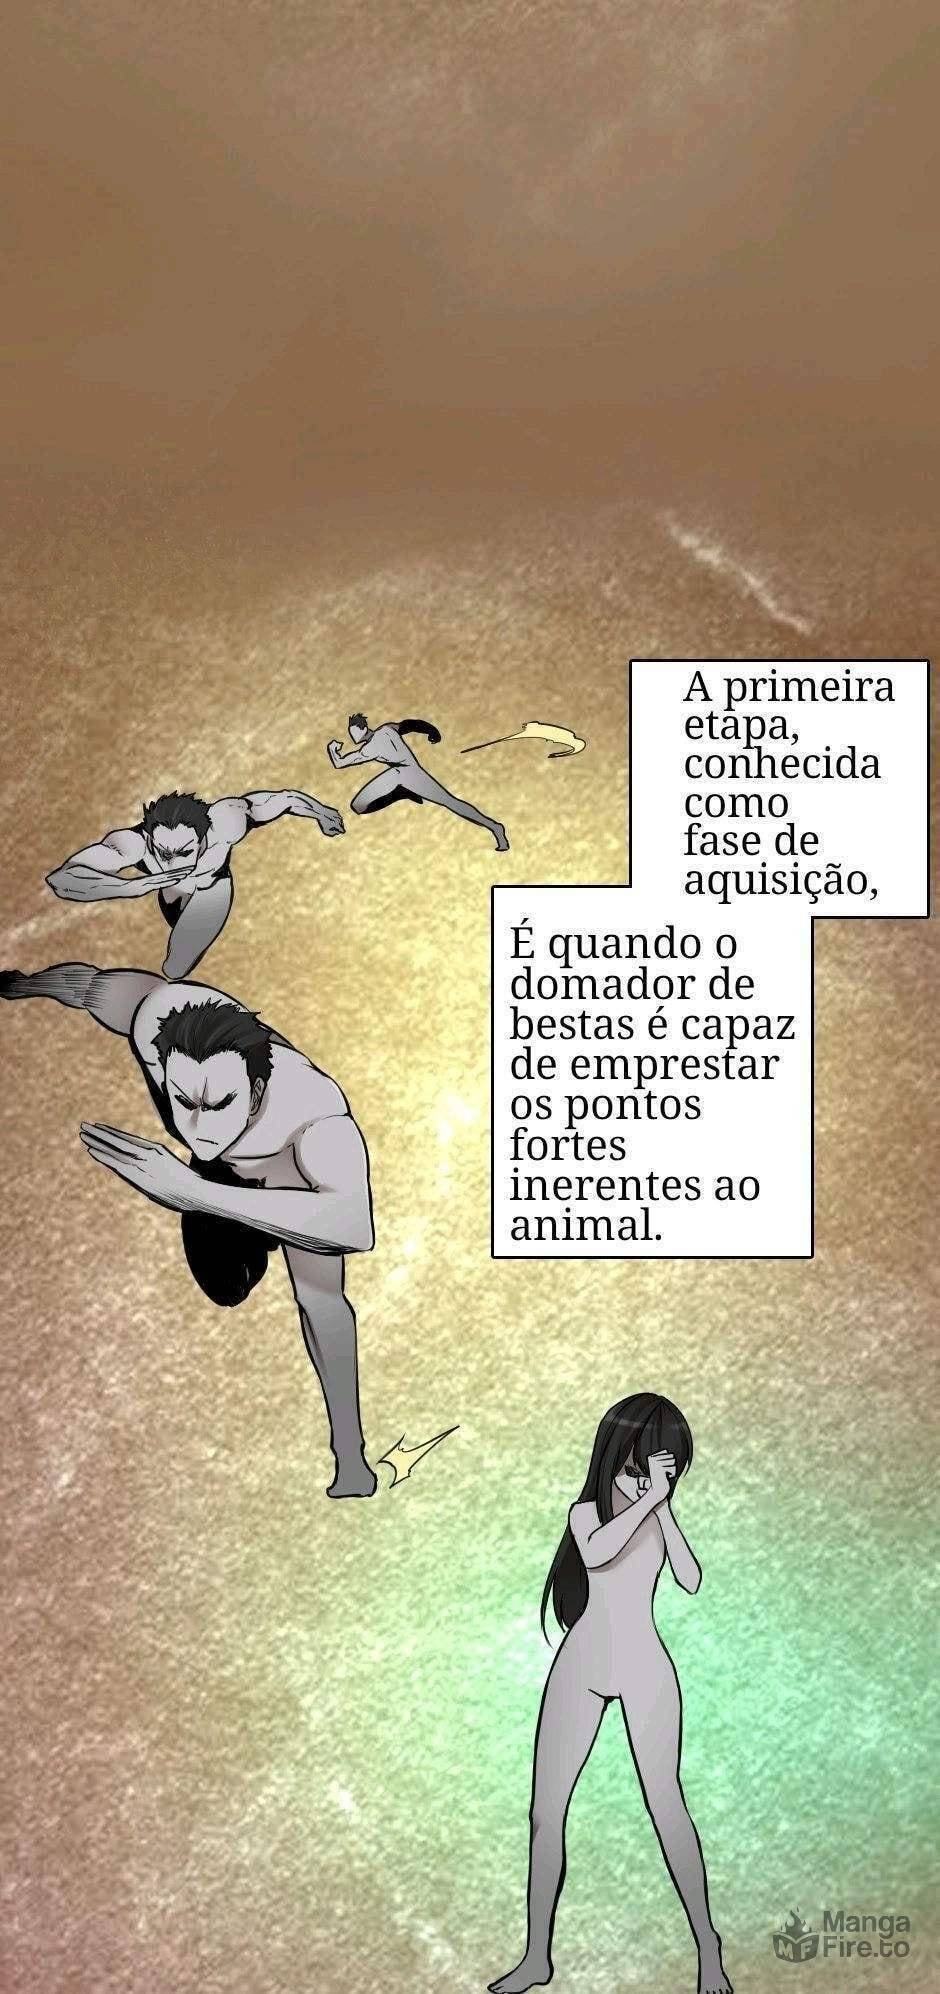 A primeira
etapa,
conhecida
como
fase de
aquisição,
É quando o
domador de
bestas é capaz
de emprestar
os pontos
fortes
inerentes ao
animal.
Manga
MF Fire.to